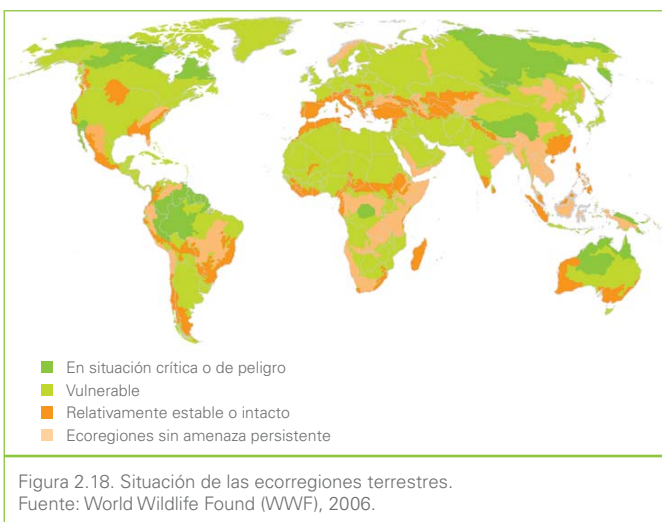 En situación crítica o de peligro
Vulnerable
Relativamente estable o intacto
Ecoregiones sin amenaza persistente
Figura 2.18. Situación de las ecorregiones terrestres.
Fuente: World Wildlife Found (WWF), 2006.